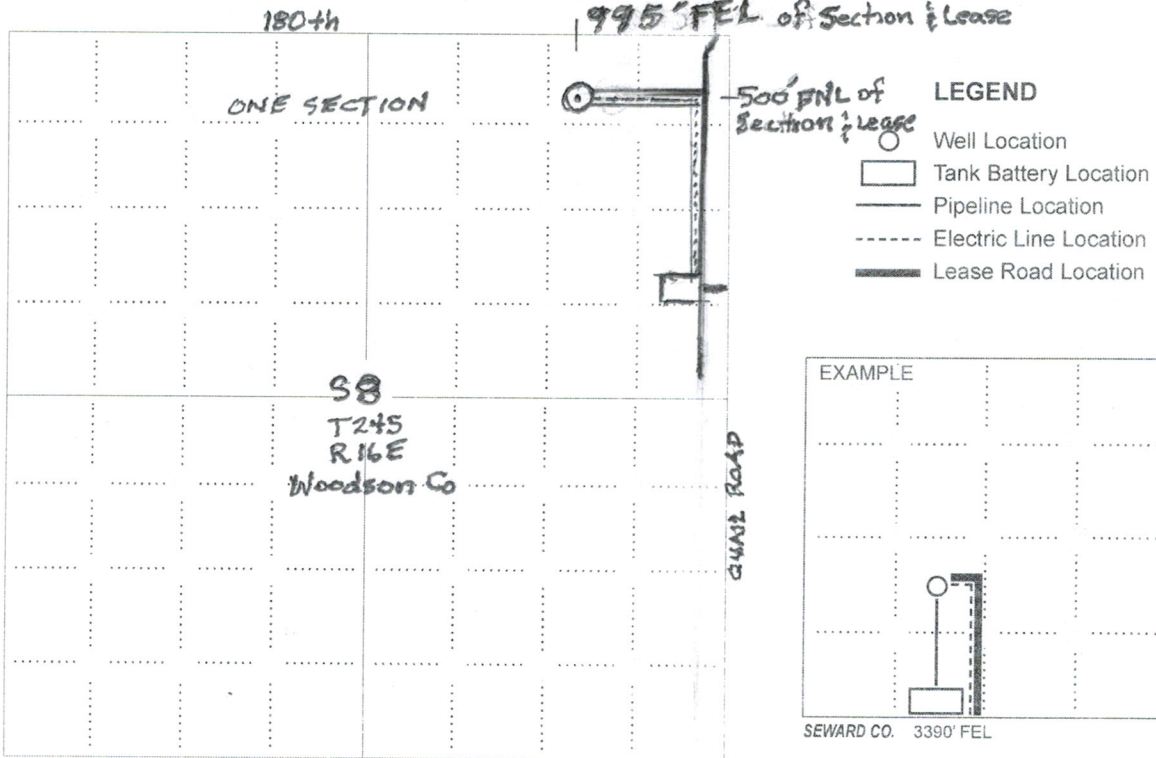 180th
995' FEL of Section & Lease
ONE SECTION
500' FNL of
Section & Lease
LEGEND
Well Location
Tank Battery Location
Pipeline Location
Electric Line Location
Lease Road Location
EXAMPLE
S8
T24S
R16E
Woodson Co
QUAIL ROAD
SEWARD CO. 3390' FEL